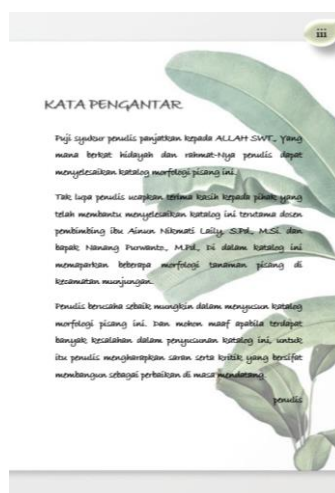 iii
KATA PENGANTAR
Puji syukur penulis panjatkan kepada ALLAH SWT., Yang
mana berkat hidayah dan rahmat-Nya penulis dapat
menyelesaikan katalog morfologi pisang ini.
Tak lupa penulis ucapkan terima kasih kepada pihak yang
telah membantu menyelesaikan katalog ini terutama dosen
pembimbing ibu Ainun Nikmati Laily, S.Pd., M.Si. dan
bapak Nanang Purwanto., M.Pd., Di dalam katalog ini
memaparkan beberapa morfologi tanaman pisang di
kecamatan munjungan.
Penulis berusaha sebaik mungkin dalam menyusun katalog
morfologi pisang ini. Dan mohon maaf apabila terdapat
banyak kesalahan dalam penyusunan katalog ini, untuk
itu penulis mengharapkan saran serta kritik yang bersifat
membangun sebagai perbaikan di masa mendatang
penulis